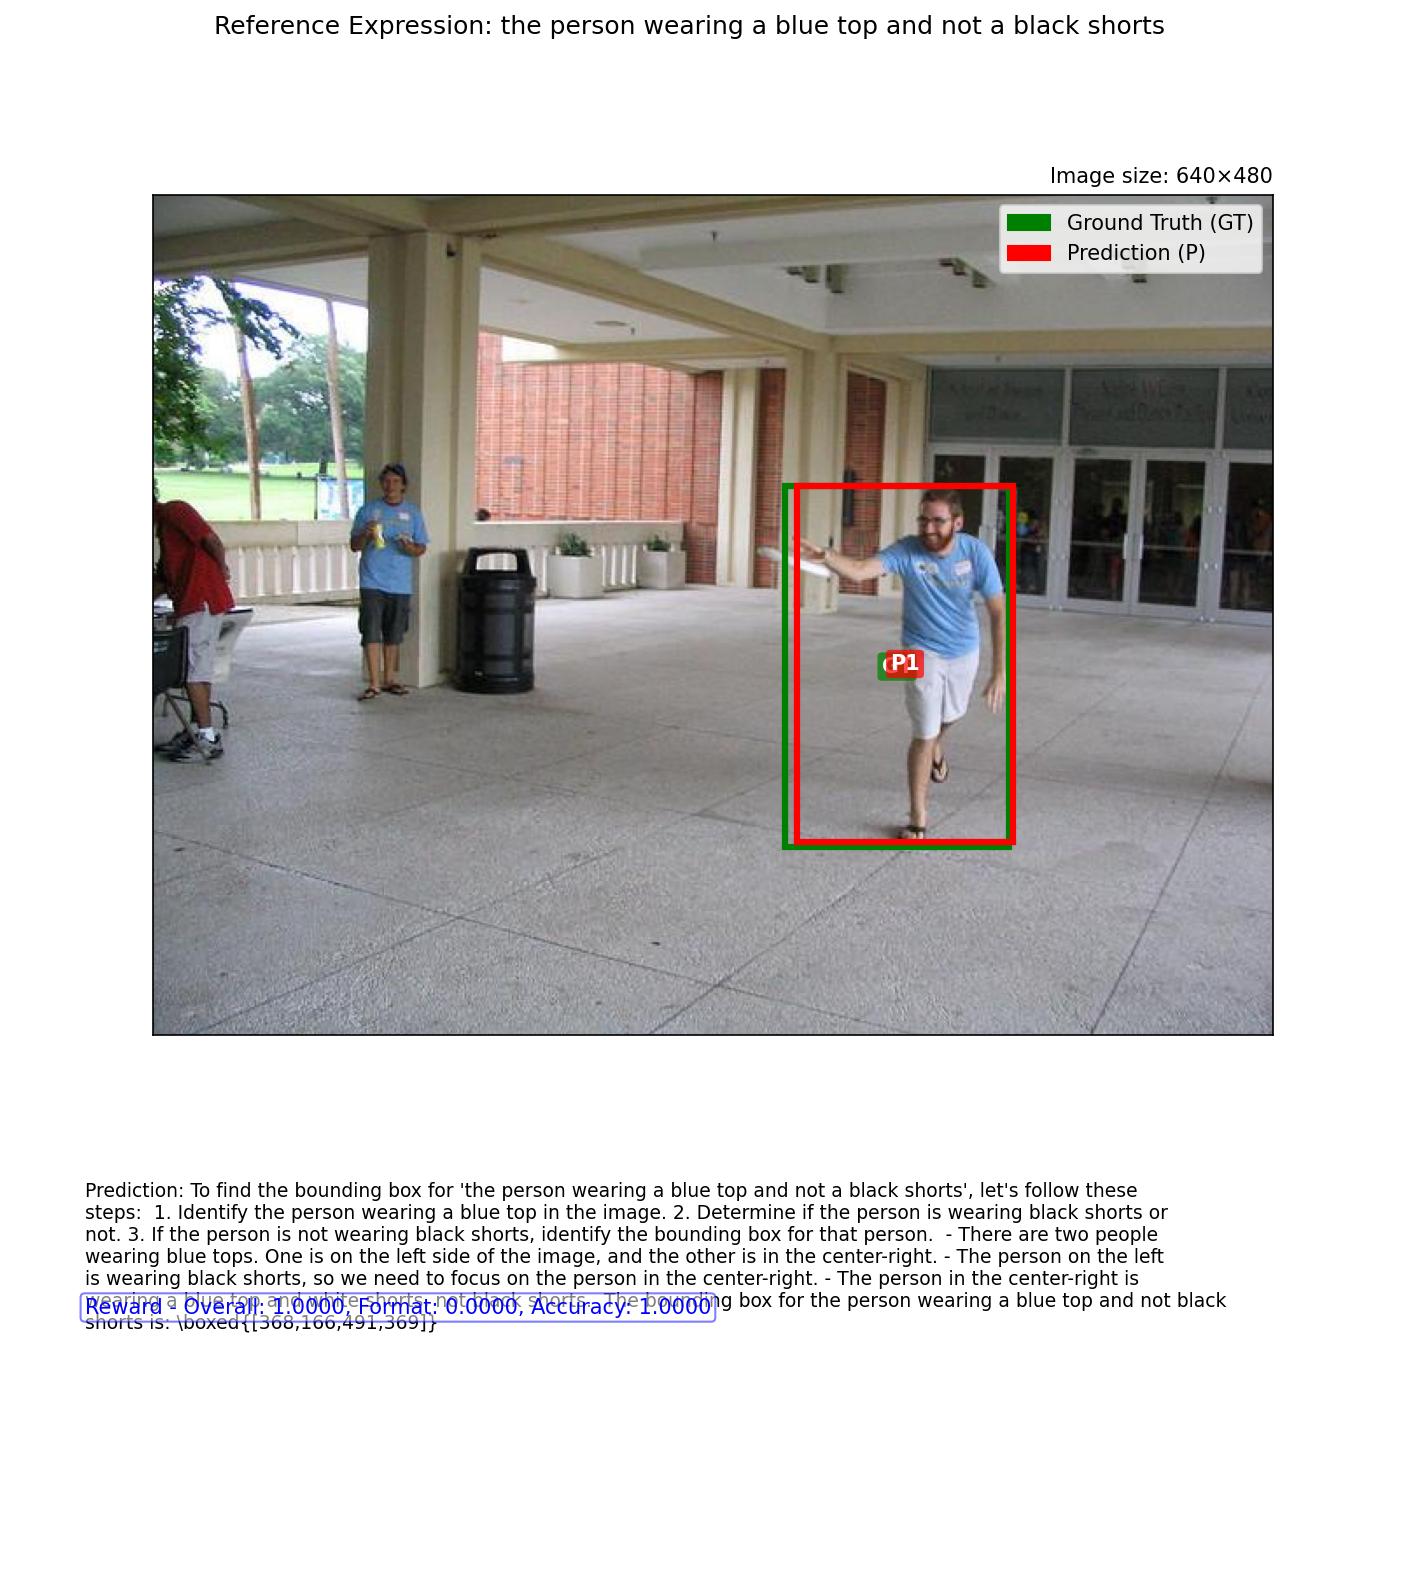 Reference Expression: the person wearing a blue top and not a black shorts
Image size: 640×480
Ground Truth (GT)
Prediction (P)
P1
Prediction: To find the bounding box for 'the person wearing a blue top and not a black shorts', let's follow these
steps:  1. Identify the person wearing a blue top in the image. 2. Determine if the person is wearing black shorts or
not. 3. If the person is not wearing black shorts, identify the bounding box for that person.  - There are two people
wearing blue tops. One is on the left side of the image, and the other is in the center-right. - The person on the left
is wearing black shorts, so we need to focus on the person in the center-right. - The person in the center-right is
wearing a blue top and white shorts, not black shorts.  The bounding box for the person wearing a blue top and not black
Reward - Overall: 1.0000, Format: 0.0000, Accuracy: 1.0000
shorts is: \boxed{[368,166,491,369]}